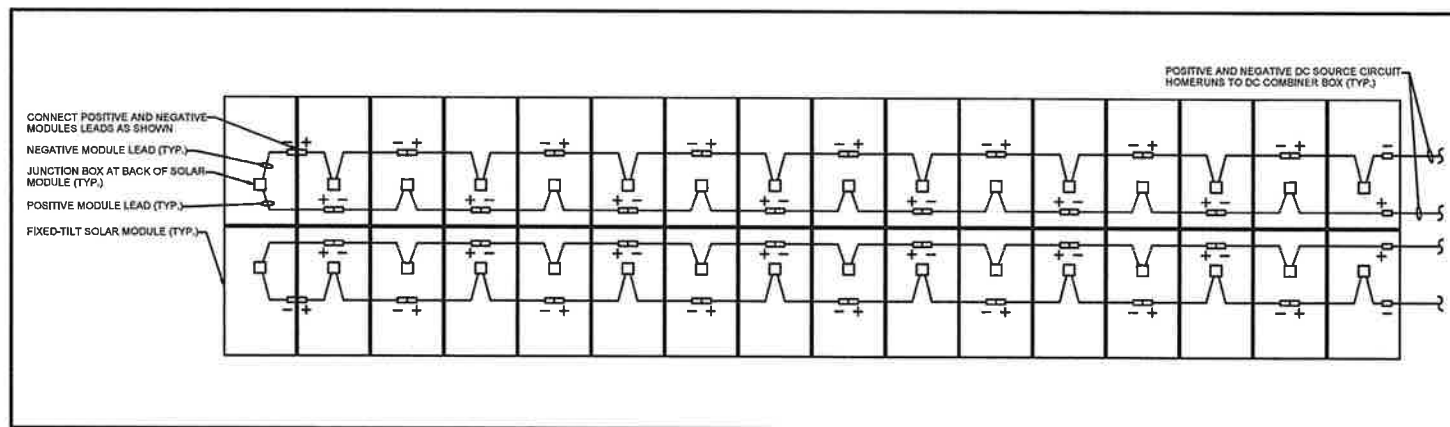 POSITIVE AND NEGATIVE DC SOURCE CIRCUIT
HOMERUNS TO DC COMBINER BOX (TYP.)
CONNECT POSITIVE AND NEGATIVE
MODULES LEADS AS SHOWN
NEGATIVE MODULE LEAD (TYP.)
JUNCTION BOX AT BACK OF SOLAR
MODULE (TYP.)
POSITIVE MODULE LEAD (TYP.)
FIXED-TILT SOLAR MODULE (TYP.)
− + − + − + − + − + − + − + − + −
+ − + − + − + − + − + − + − +
+ − + − + − + − + − + − + − +
− + − + − + − + − + − + − + − + −